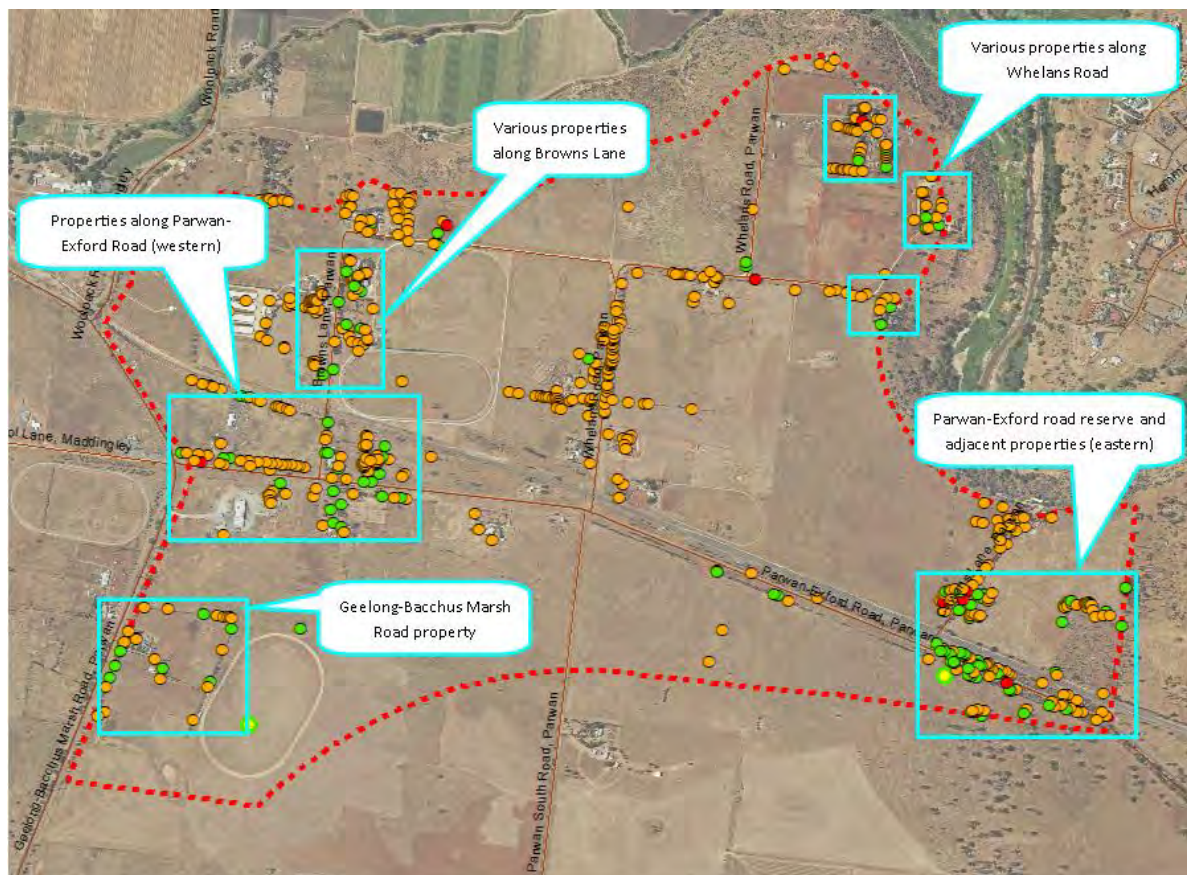 Woolpack Road
Various properties along
Whelans Road
Various properties
along Browns Lane
Properties along Parwan-
Exford Road (western)
Whelans Road, Parwan
Browns Lane, Parwan
Parwan-Exford road reserve and
adjacent properties (eastern)
Lane, Maddingley
Parwan-Exford Road, Parwan
Geelong-Bacchus Marsh
Road property
Geelong-Bacchus Marsh Road, Parwan
Parwan South Road, Parwan